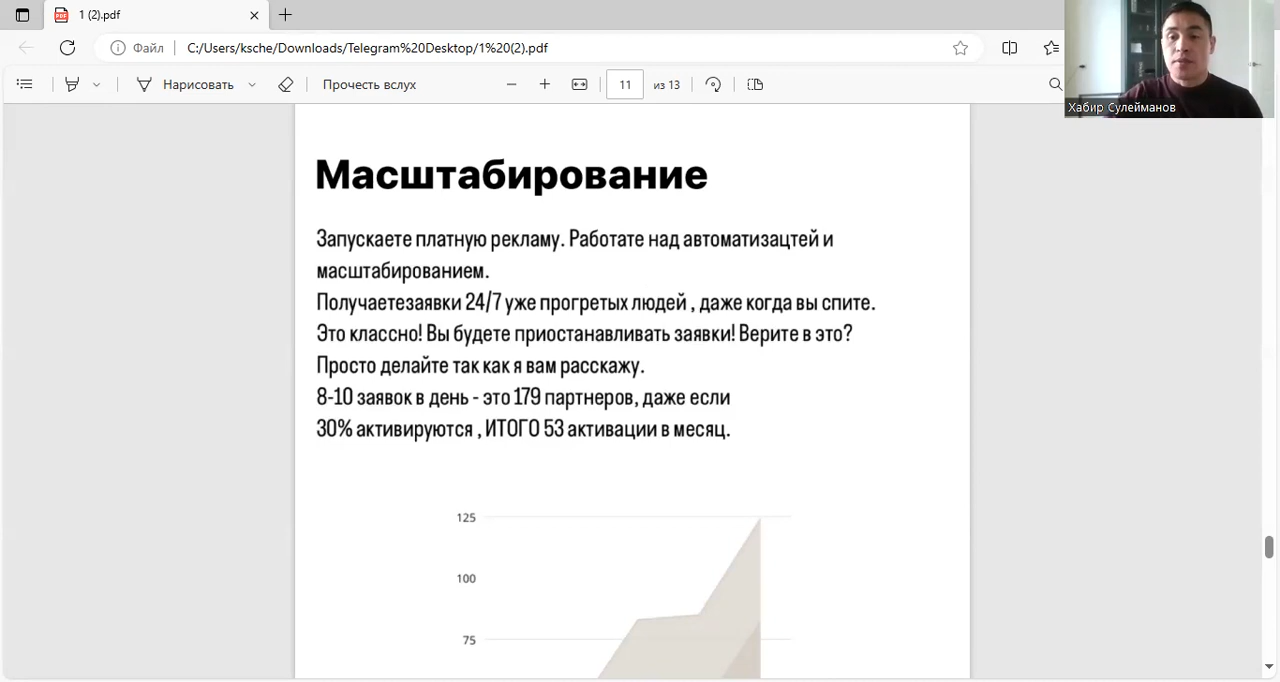 1 (2).pdf
Файл
C:/Users/ksche/Downloads/Telegram%20Desktop/1%20(2).pdf
Нарисовать
Прочесть вслух
11 из 13
Хабир Сулейманов
Масштабирование
Запускаете платную рекламу. Работате над автоматизацтей и
масштабированием.
Получаетезаявки 24/7 уже прогретых людей , даже когда вы спите.
Это классно! Вы будете приостанавливать заявки! Верите в это?
Просто делайте так как я вам расскажу.
8-10 заявок в день - это 179 партнеров, даже если
30% активируются , ИТОГО 53 активации в месяц.
125
100
75